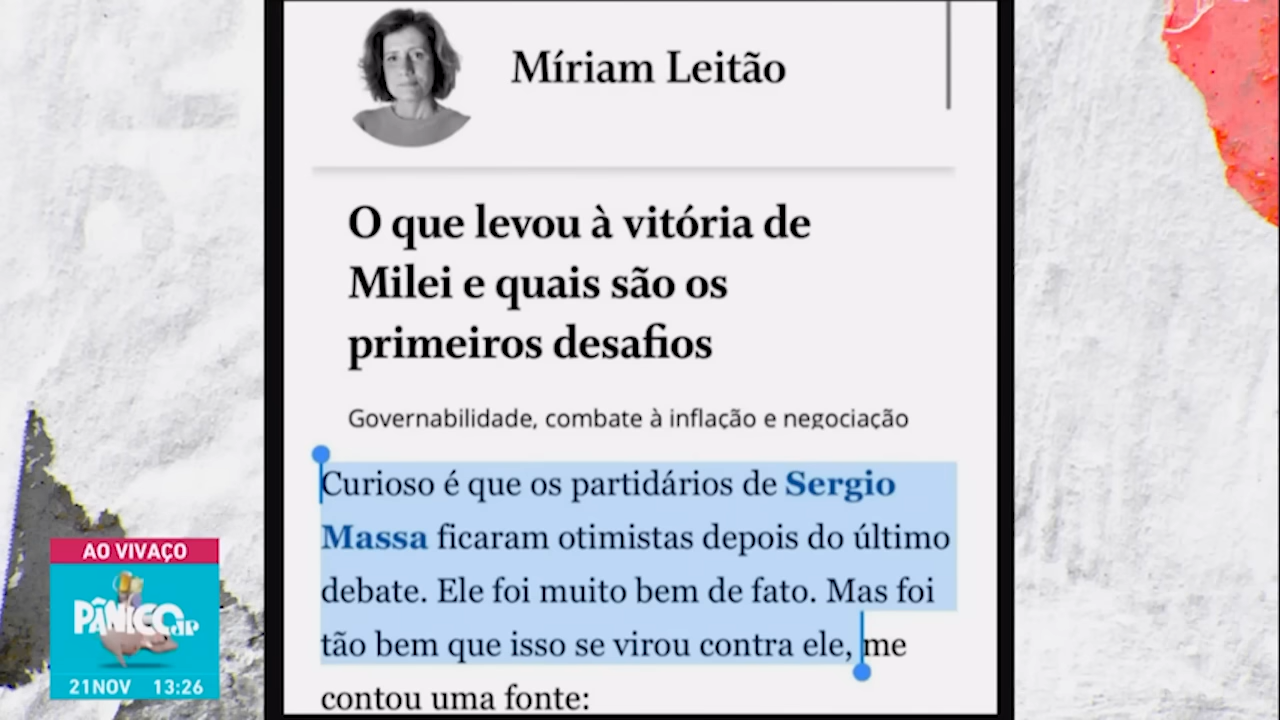 Míriam Leitão
O que levou à vitória de
Milei e quais são os
primeiros desafios
Governabilidade, combate à inflação e negociação
Curioso é que os partidários de Sergio
Massa ficaram otimistas depois do último
debate. Ele foi muito bem de fato. Mas foi
tão bem que isso se virou contra ele, me
contou uma fonte:
AO VIVAÇO
PÂNICO JP
21NOV 13:26